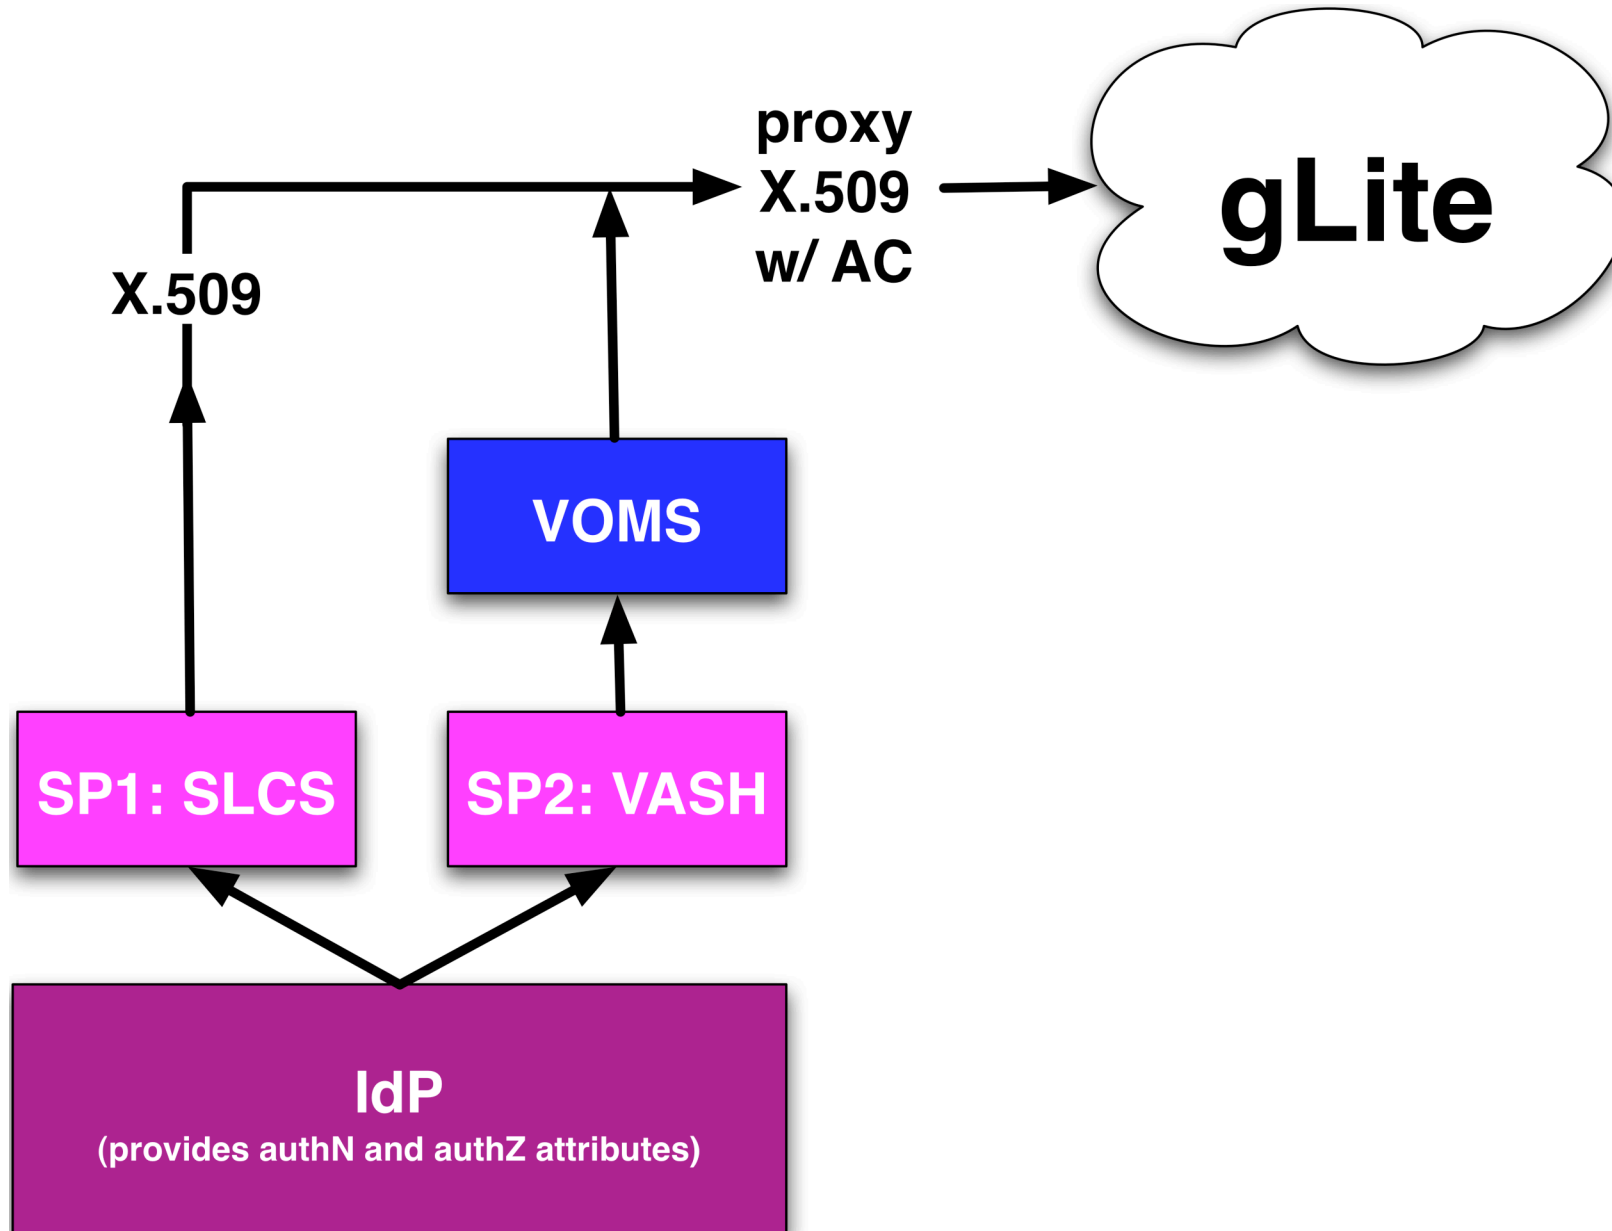 proxy
X.509
w/ AC
gLite
X.509
VOMS
SP1: SLCS
SP2: VASH
IdP
(provides authN and authZ attributes)